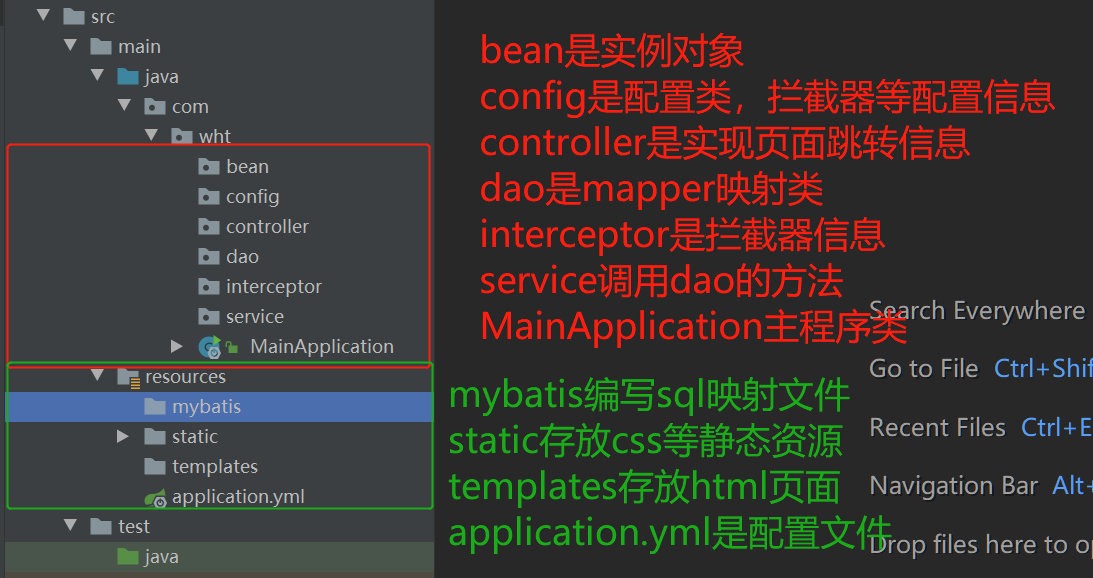 src
main
java
com
wht
bean
config
controller
dao
interceptor
service
MainApplication
resources
mybatis
static
templates
application.yml
test
java
bean是实例对象
config是配置类，拦截器等配置信息
controller是实现页面跳转信息
dao是mapper映射类
interceptor是拦截器信息
service调用dao的方法
MainApplication主程序类
mybatis编写sql映射文件
static存放css等静态资源
templates存放html页面
application.yml是配置文件
Search Everywhere
Go to File Ctrl+Shif
Recent Files Ctrl+E
Navigation Bar Alt+
Drop files here to op